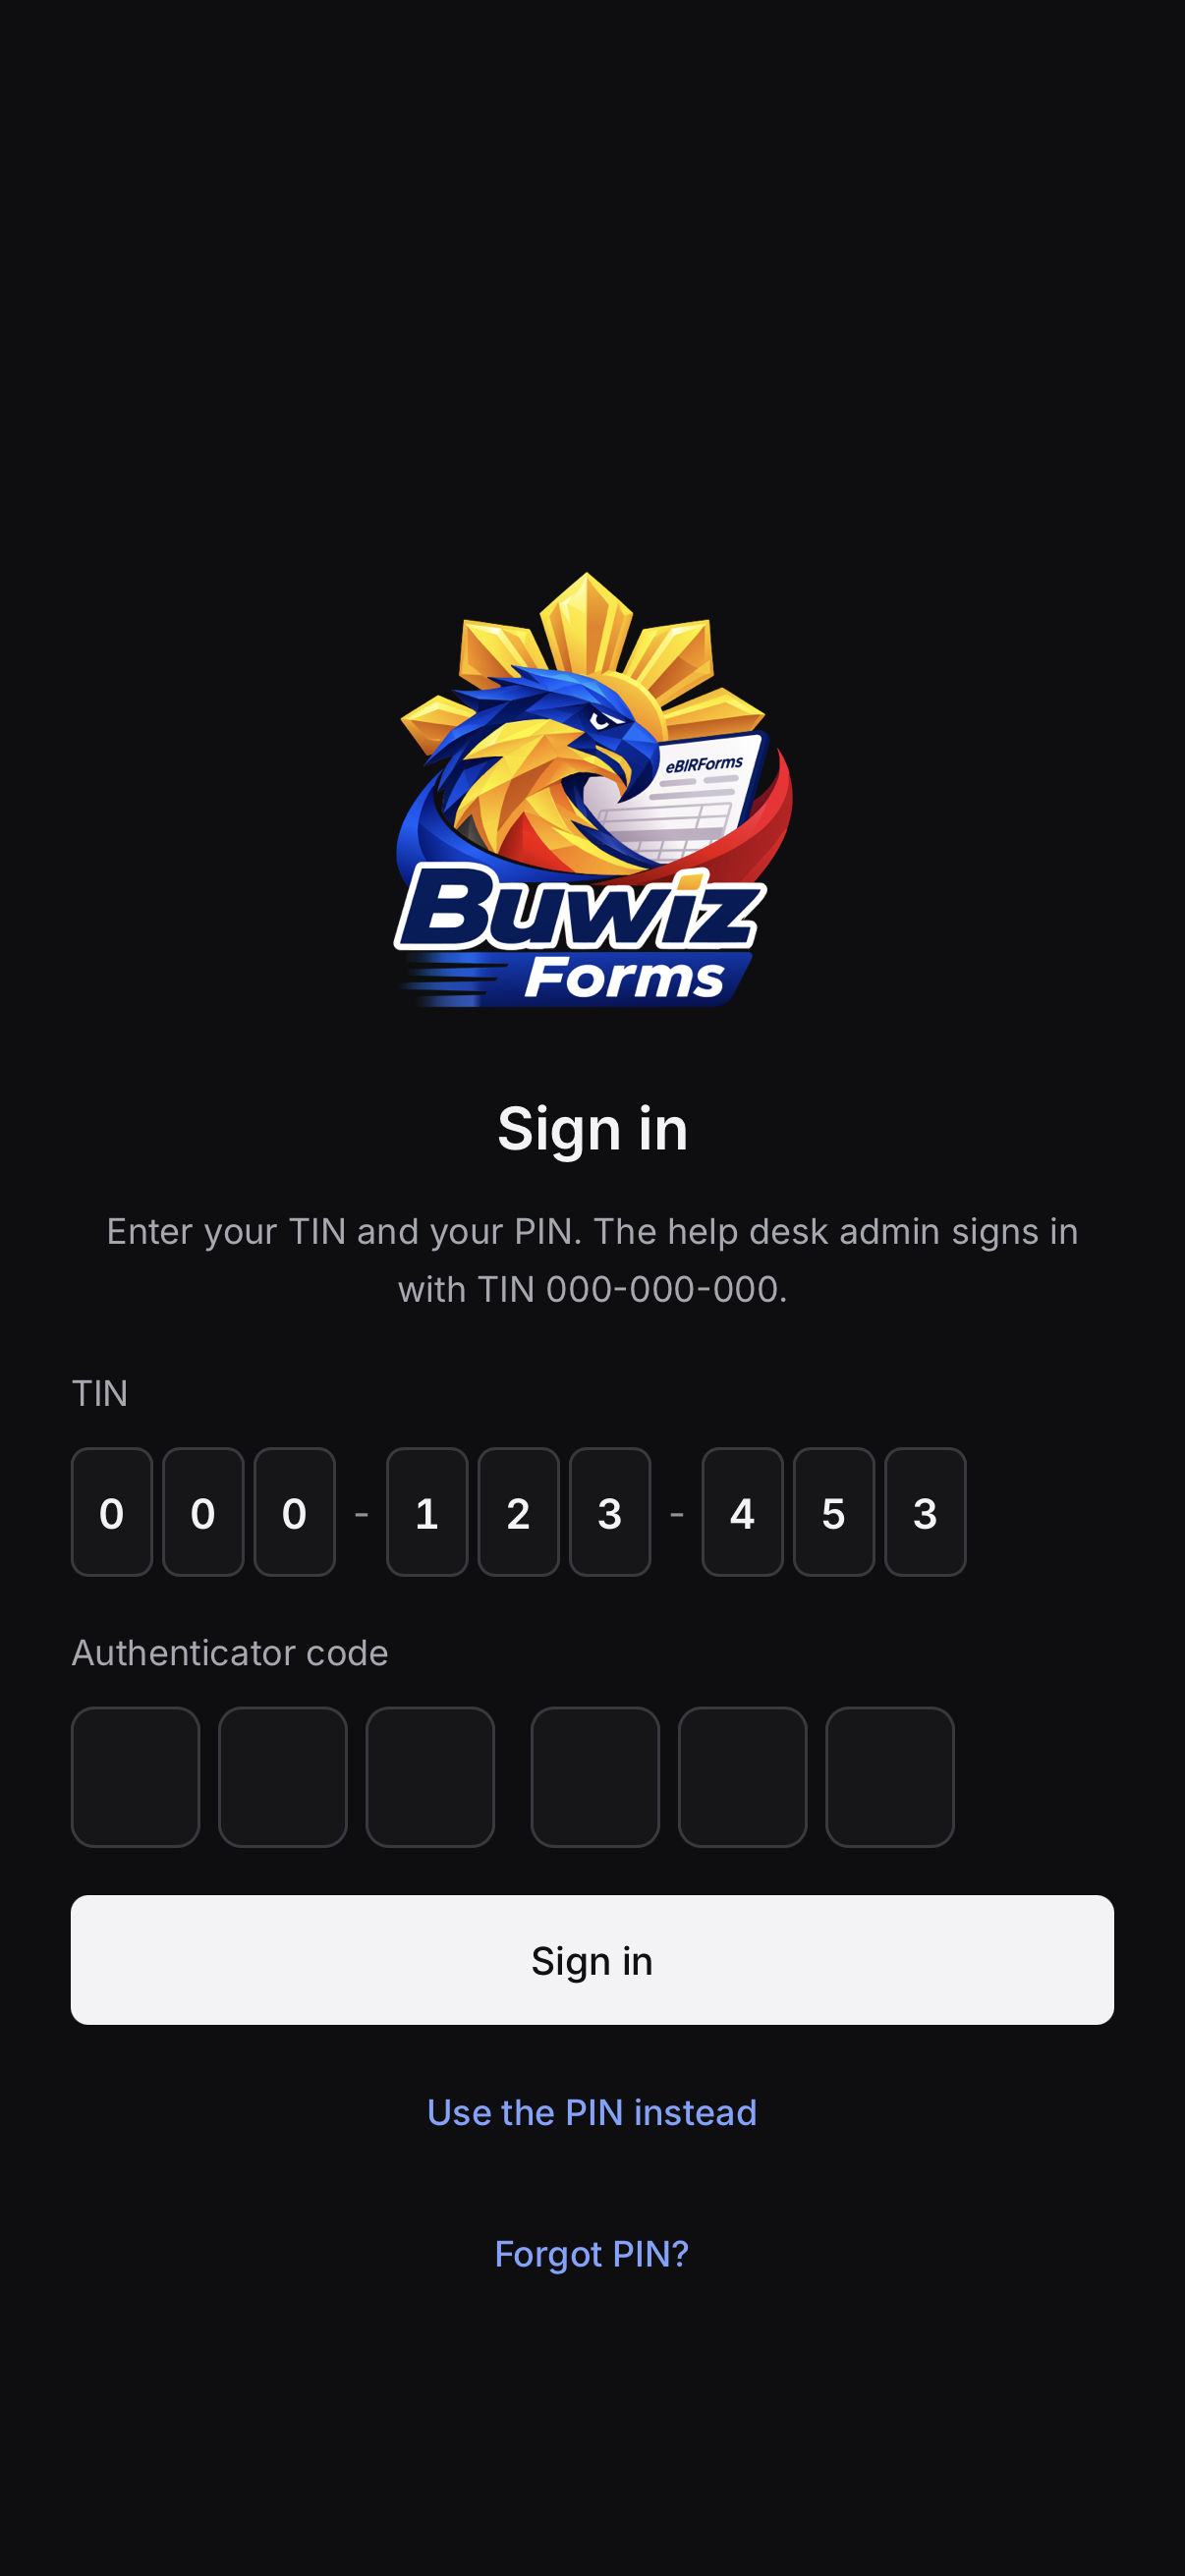 eBIRForms
Buwiz
Forms
Sign in
Enter your TIN and your PIN. The help desk admin signs in
with TIN 000-000-000.
TIN
0 0 0 - 1 2 3 - 4 5 3
Authenticator code
Sign in
Use the PIN instead
Forgot PIN?